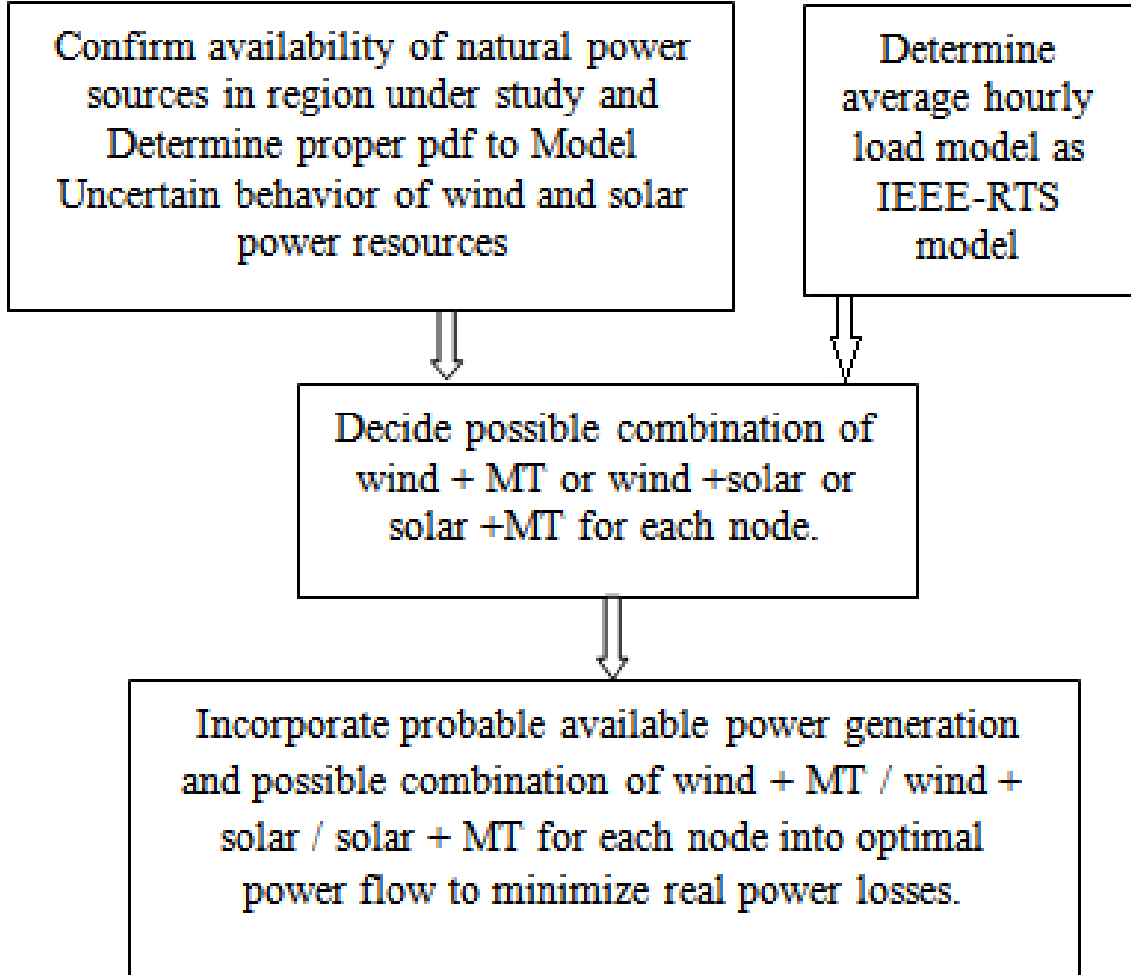 Confirm availability of natural power
sources in region under study and
Determine proper pdf to Model
Uncertain behavior of wind and solar
power resources
Determine
average hourly
load model as
IEEE-RTS
model
Decide possible combination of
wind + MT or wind +solar or
solar +MT for each node.
Incorporate probable available power generation
and possible combination of wind + MT / wind +
solar / solar + MT for each node into optimal
power flow to minimize real power losses.